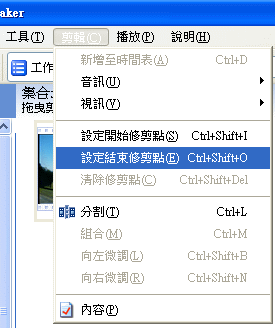 aker
工具(T) 剪輯(C) 播放(P) 說明(H)
工作
集合:
拖曳剪
新增至時間表(A) Ctrl+D
音訊(U)
視訊(V)
設定開始修剪點(S) Ctrl+Shift+I
設定結束修剪點(E) Ctrl+Shift+O
清除修剪點(C) Ctrl+Shift+Del
分割(T) Ctrl+L
組合(M) Ctrl+M
向左微調(L) Ctrl+Shift+B
向右微調(R) Ctrl+Shift+N
內容(P)